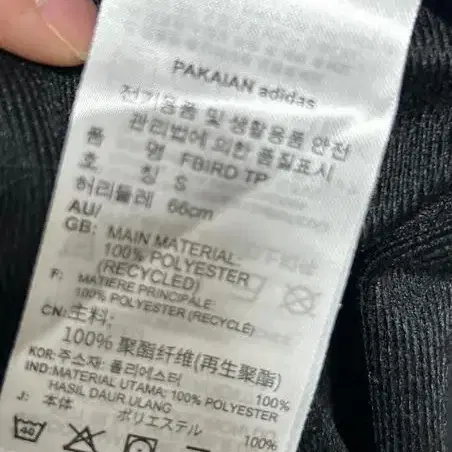 PAKAIAN adidas
전기용품 및 생활용품 안전
관리법에 의한 품질표시
품 명 FBIRD TP
호 칭 S
허리둘레 66cm
AU/
GB: MAIN MATERIAL:
100% POLYESTER
(RECYCLED)
F: MATIERE PRINCIPALE:
100% POLYESTER (RECYCLÉ)
CN: 主料:
100% 聚酯纤维(再生聚酯)
KOR: 주소재: 폴리에스터 100%
IND: MATERIAL UTAMA: 100% POLYESTER
HASIL DAUR ULANG
J: 本体 ポリエステル 100%
40